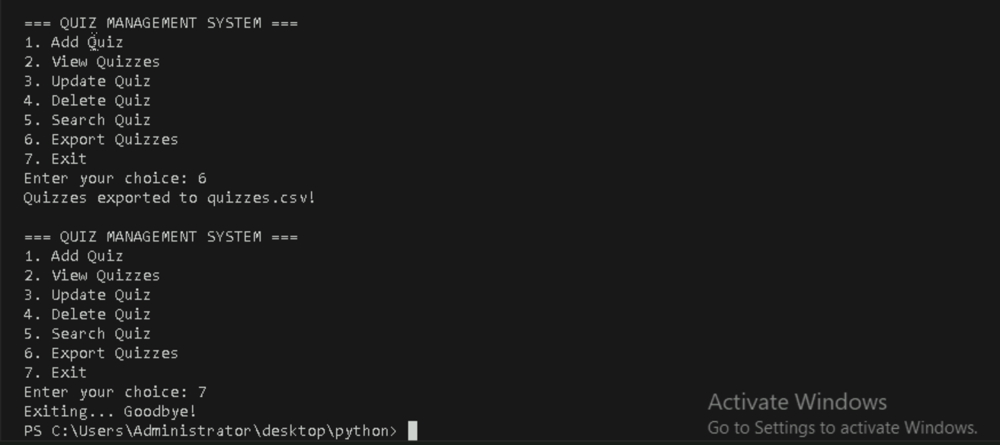 === QUIZ MANAGEMENT SYSTEM ===
1. Add Quiz
2. View Quizzes
3. Update Quiz
4. Delete Quiz
5. Search Quiz
6. Export Quizzes
7. Exit
Enter your choice: 6
Quizzes exported to quizzes.csv!
=== QUIZ MANAGEMENT SYSTEM ===
1. Add Quiz
2. View Quizzes
3. Update Quiz
4. Delete Quiz
5. Search Quiz
6. Export Quizzes
7. Exit
Enter your choice: 7
Exiting... Goodbye!
PS C:\Users\Administrator\desktop\python>
Activate Windows
Go to Settings to activate Windows.